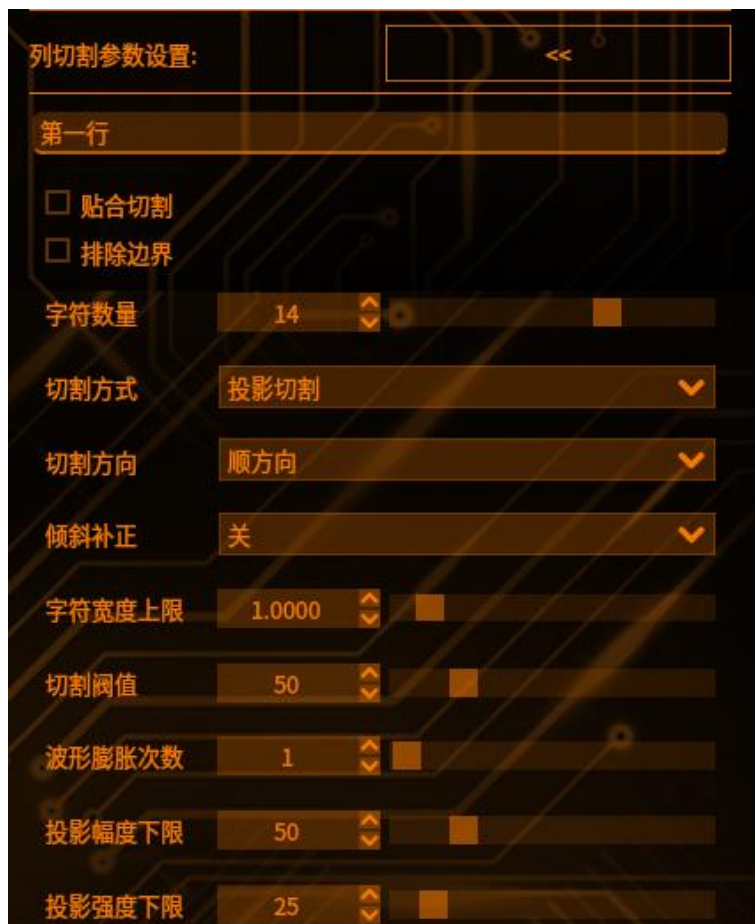 列切割参数设置: <<
第一行
贴合切割
排除边界
字符数量 14
切割方式 投影切割
切割方向 顺方向
倾斜补正 关
字符宽度上限 1.0000
切割阀值 50
波形膨胀次数 1
投影幅度下限 50
投影强度下限 25